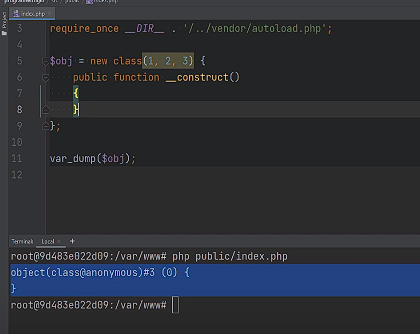 index.php
3 require_once __DIR__ . '/../vendor/autoload.php';
4
5 $obj = new class(1, 2, 3) {
6 public function __construct()
7 {
8 }
9 };
10
11 var_dump($obj);
12
Project
Terminal: Local × +
root@9d483e022d09:/var/www# php public/index.php
object(class@anonymous)#3 (0) {
}
root@9d483e022d09:/var/www#